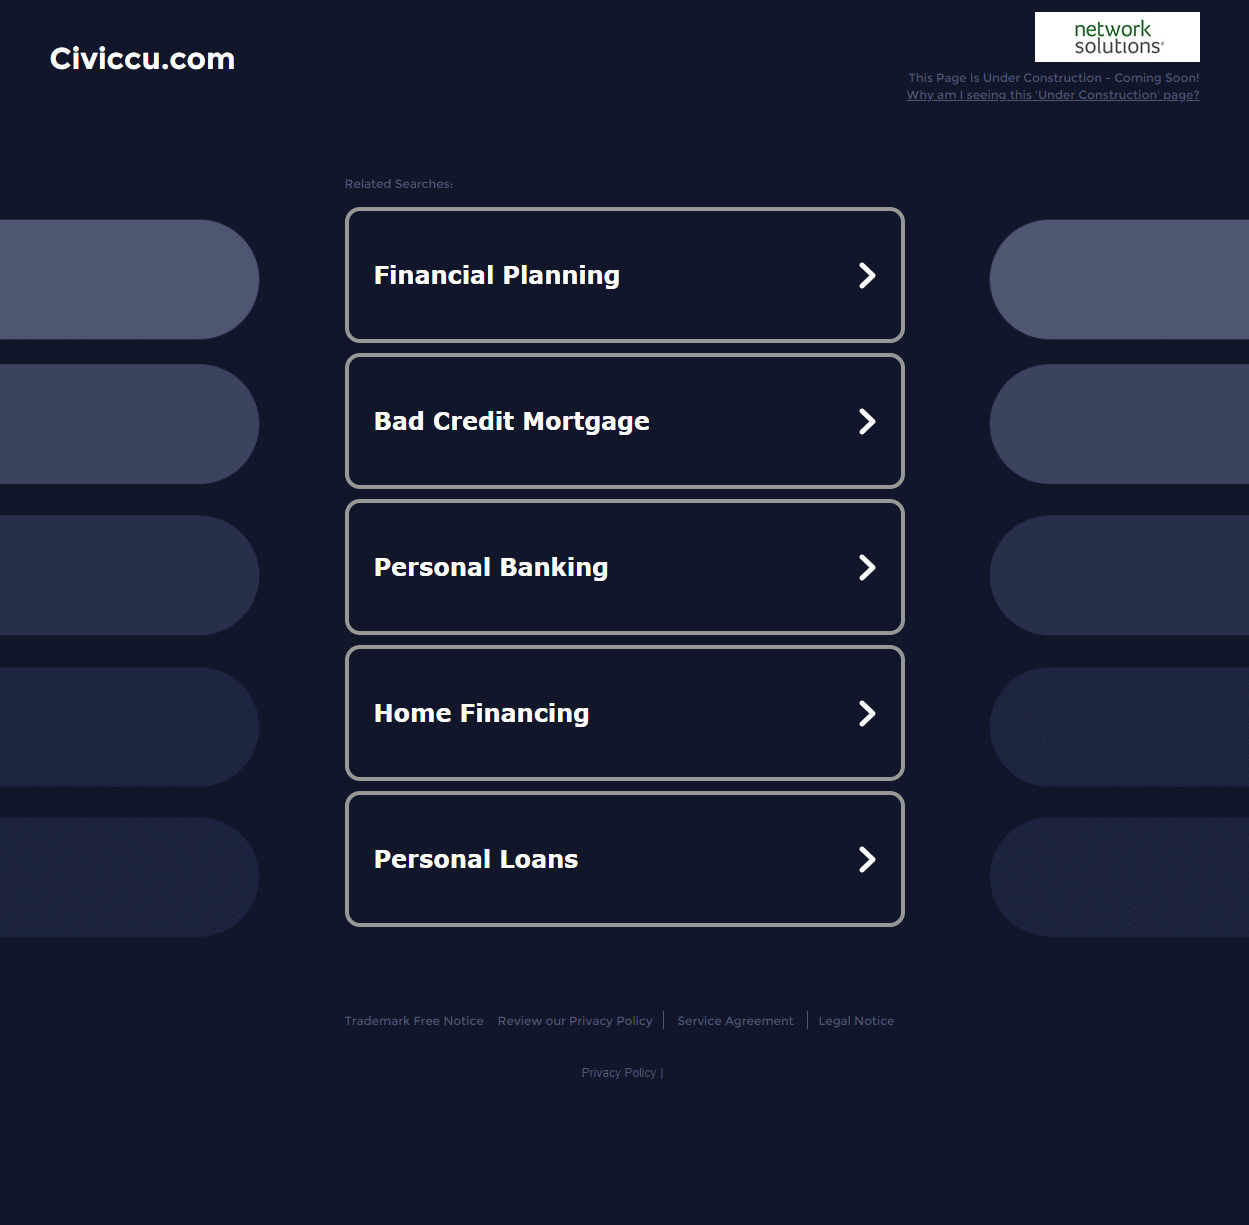 Civiccu.com
network
solutions®
This Page Is Under Construction - Coming Soon!
Why am I seeing this 'Under Construction' page?
Related Searches:
Financial Planning
Bad Credit Mortgage
Personal Banking
Home Financing
Personal Loans
Trademark Free Notice Review our Privacy Policy | Service Agreement | Legal Notice
Privacy Policy |